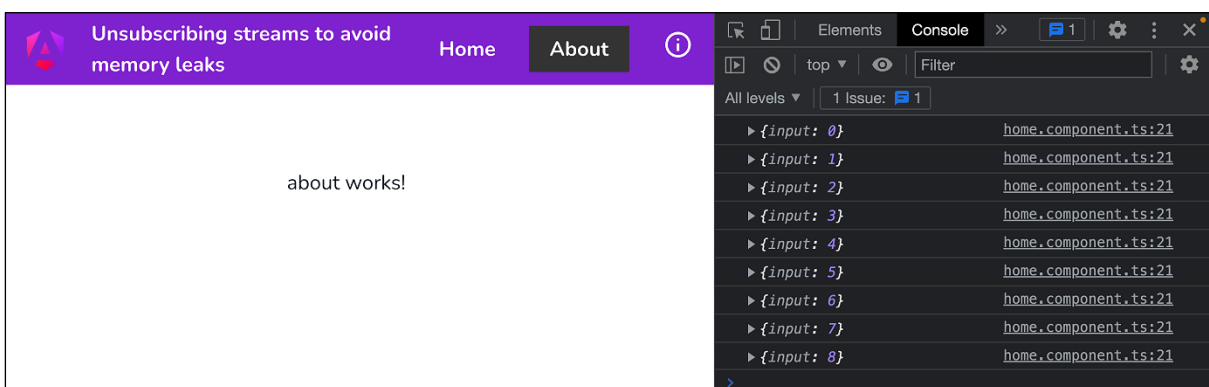 Unsubscribing streams to avoid
memory leaks
Home
About
about works!
Elements
Console
»
1
top
Filter
All levels
1 Issue: 1
{input: 0} home.component.ts:21
{input: 1} home.component.ts:21
{input: 2} home.component.ts:21
{input: 3} home.component.ts:21
{input: 4} home.component.ts:21
{input: 5} home.component.ts:21
{input: 6} home.component.ts:21
{input: 7} home.component.ts:21
{input: 8} home.component.ts:21